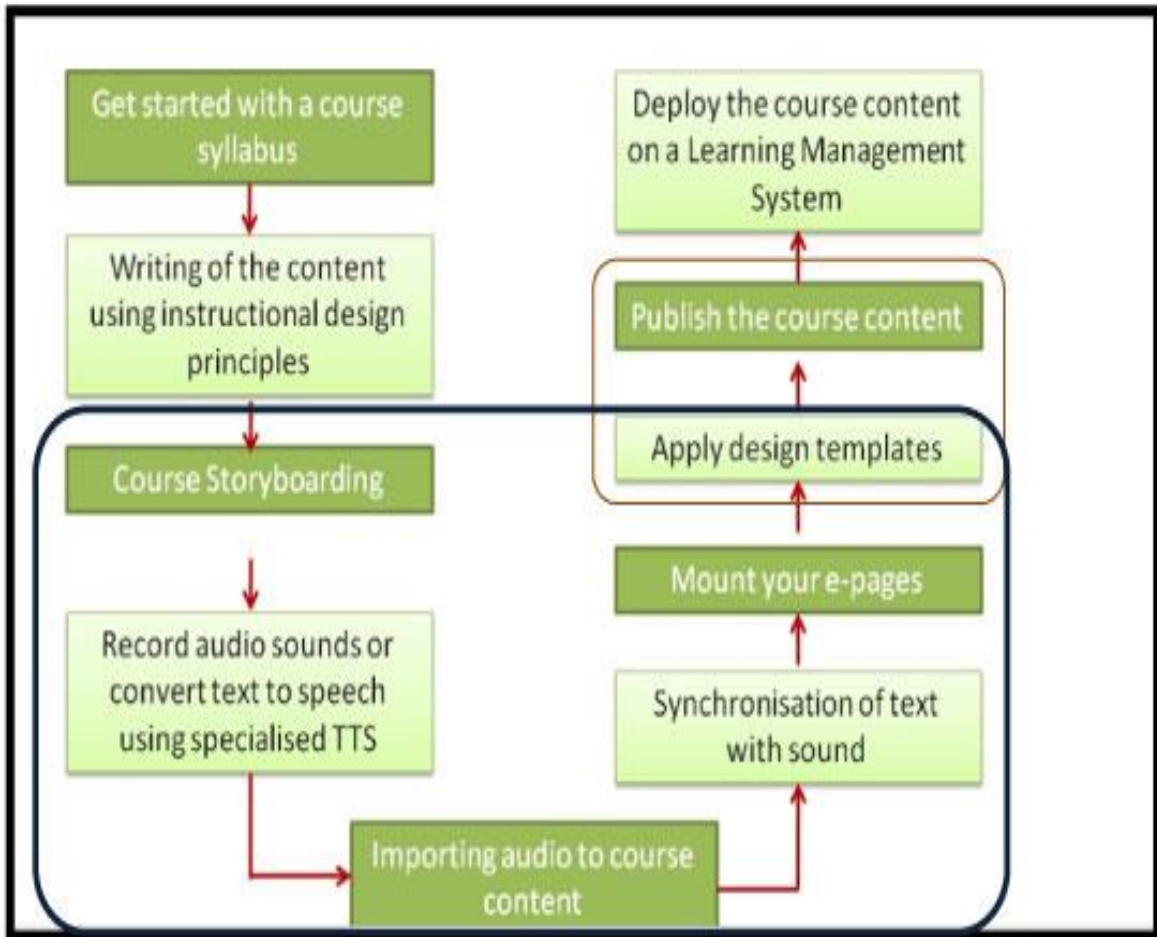 Get started with a course
syllabus
Writing of the content
using instructional design
principles
Course Storyboarding
Record audio sounds or
convert text to speech
using specialised TTS
Importing audio to course
content
Synchronisation of text
with sound
Mount your e-pages
Apply design templates
Publish the course content
Deploy the course content
on a Learning Management
System